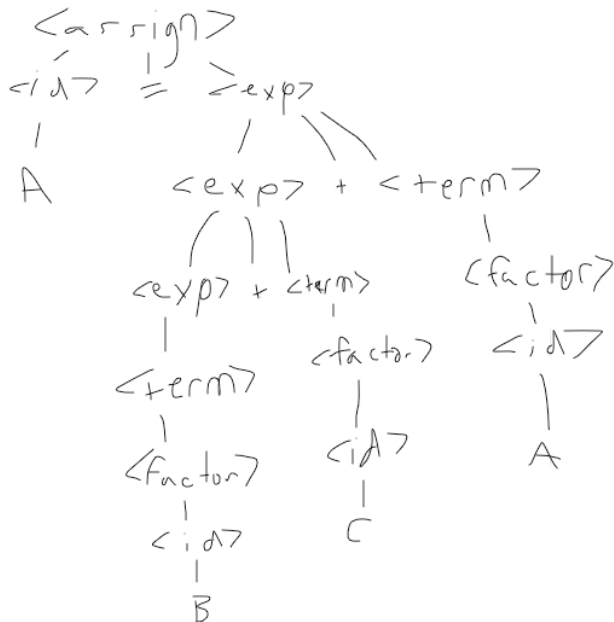 <assign>
<id> = <exp>
A <exp> + <term>
<exp> + <term> <factor>
<term> <factor> <id>
<factor> <id> A
<id> C
B